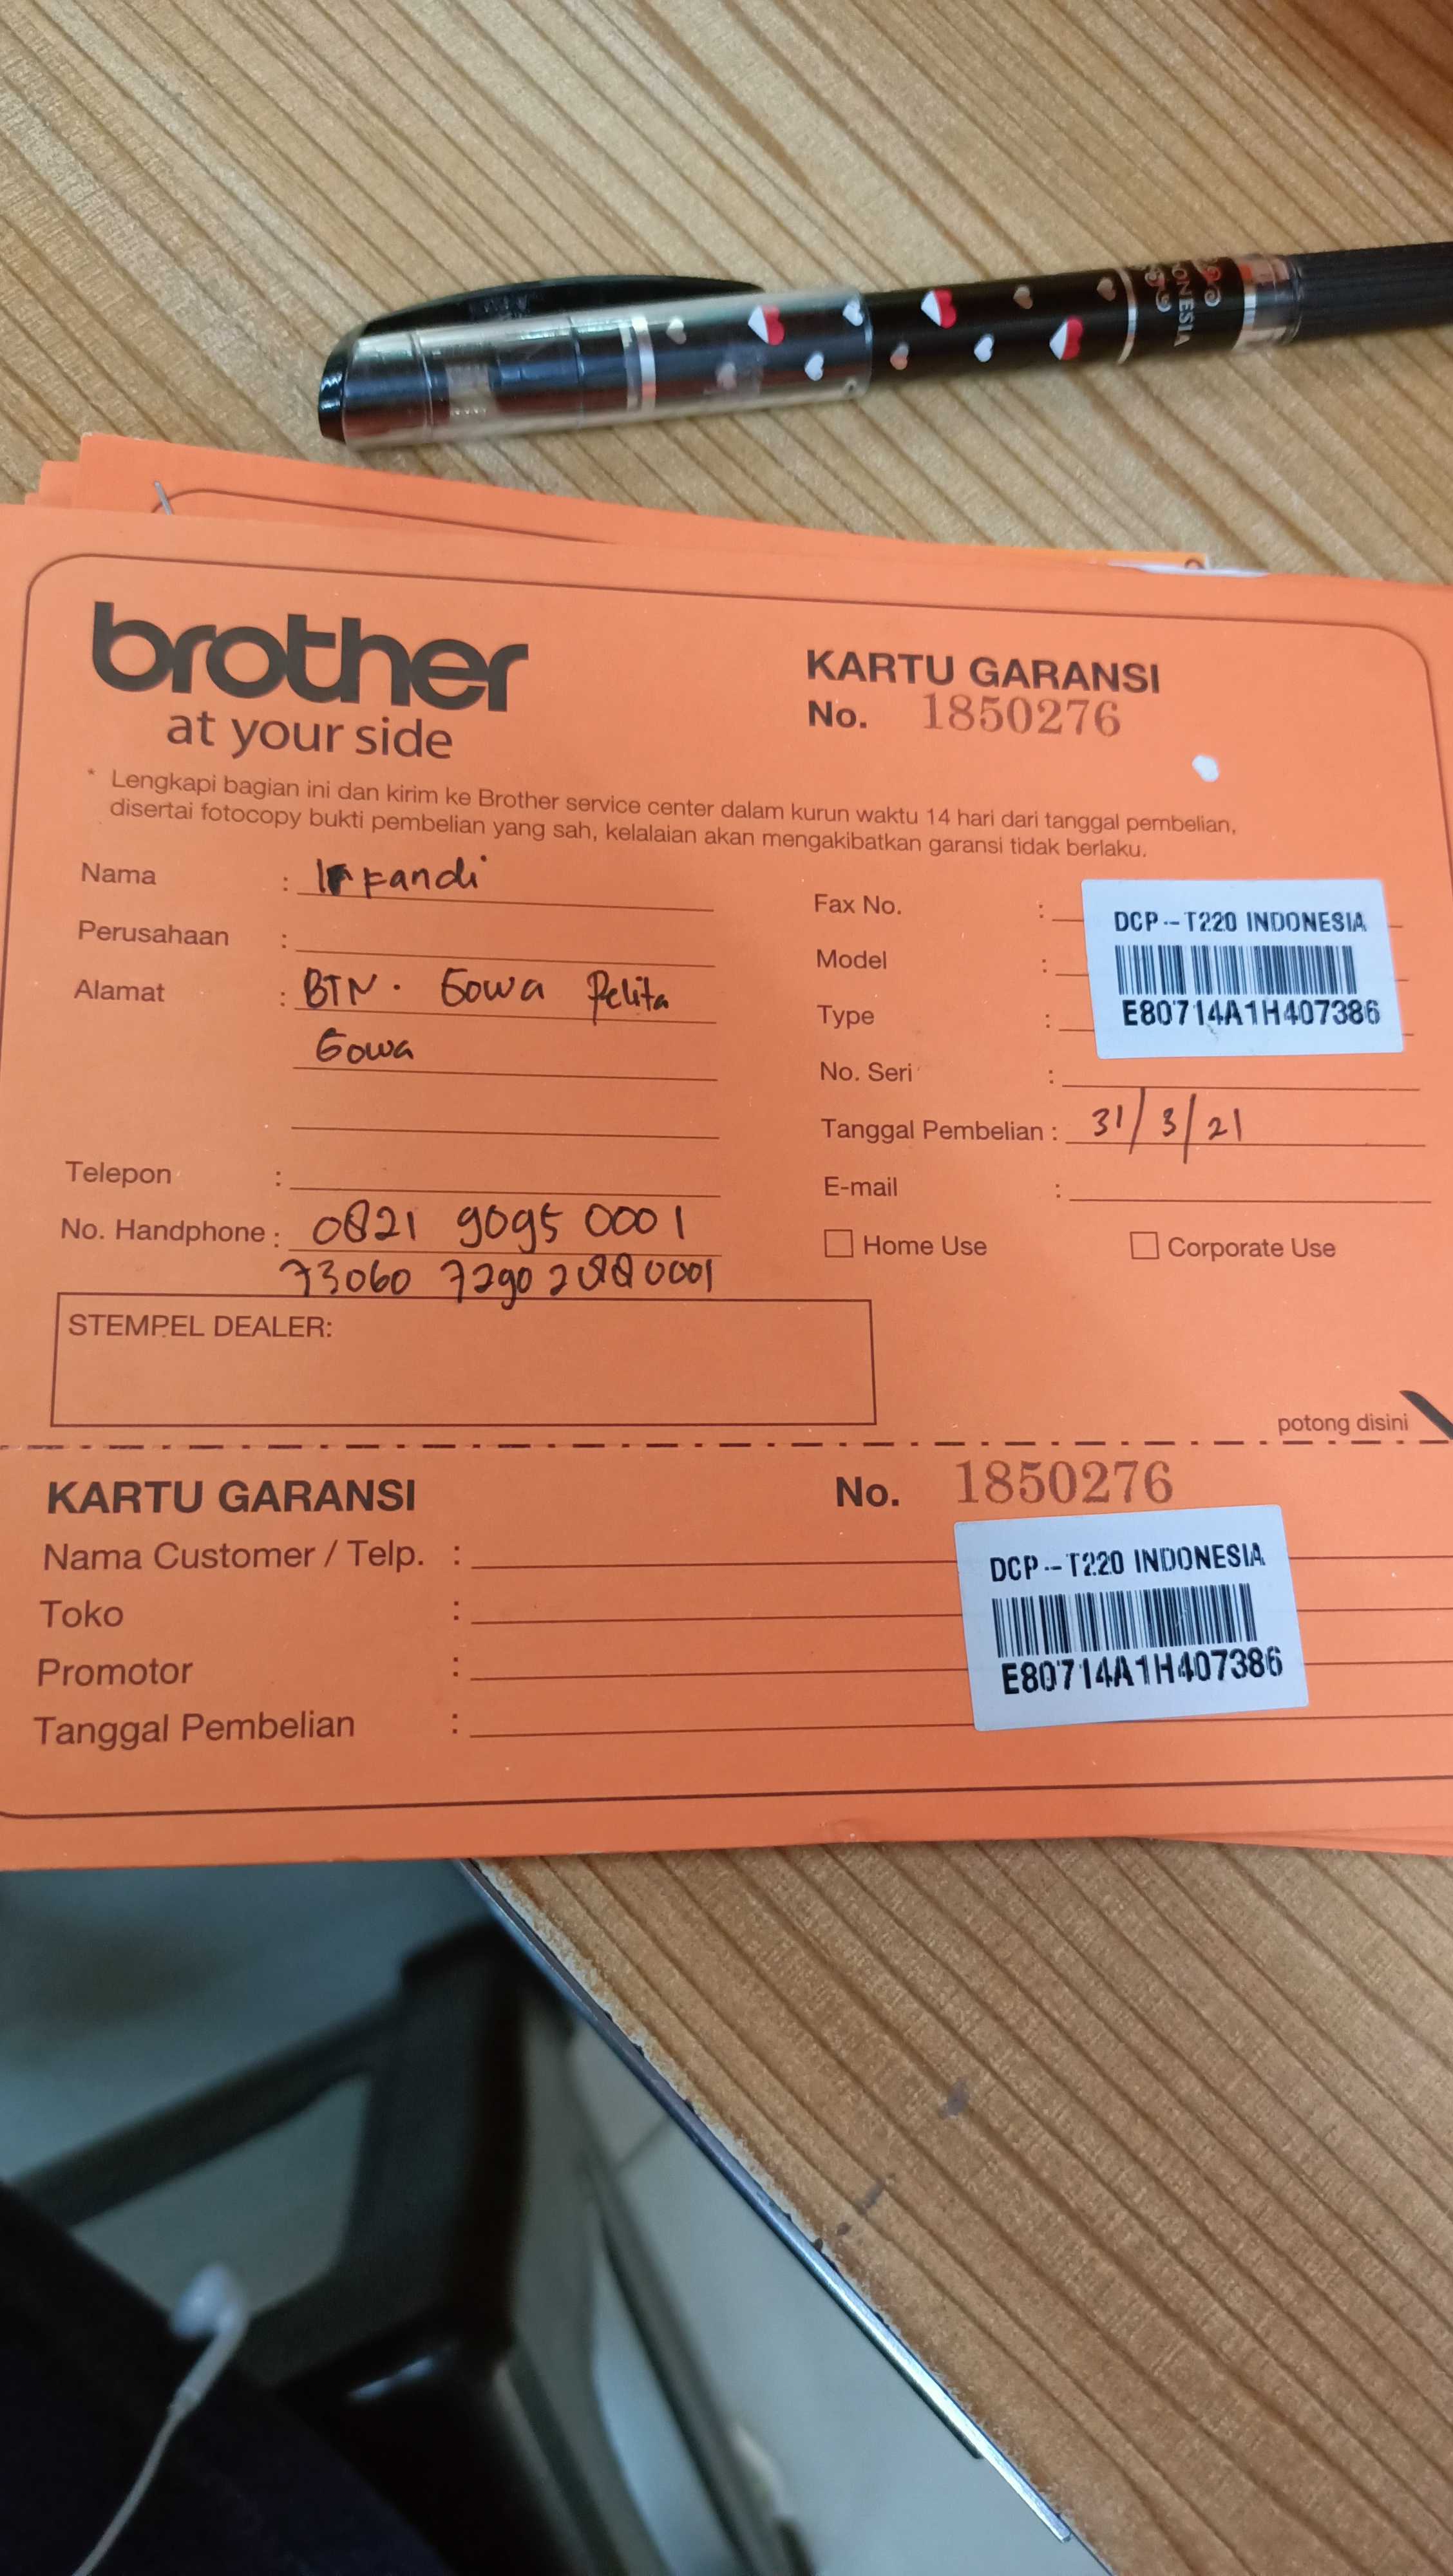 ONESIA
brother
at your side
KARTU GARANSI
No. 1850276
* Lengkapi bagian ini dan kirim ke Brother service center dalam kurun waktu 14 hari dari tanggal pembelian,
disertai fotocopy bukti pembelian yang sah, kelalaian akan mengakibatkan garansi tidak berlaku.
Nama : Irfandi
Perusahaan :
Alamat : BTN. Gowa Pelita
Gowa
Telepon :
No. Handphone : 0821 9095 0001
73060 7290 2880001
Fax No. :
Model :
Type :
DCP-T220 INDONESIA
E80714A1H407386
No. Seri :
Tanggal Pembelian : 31/3/21
E-mail :
Home Use Corporate Use
STEMPEL DEALER:
potong disini
KARTU GARANSI No. 1850276
Nama Customer / Telp. :
Toko :
Promotor :
Tanggal Pembelian :
DCP-T220 INDONESIA
E80714A1H407386